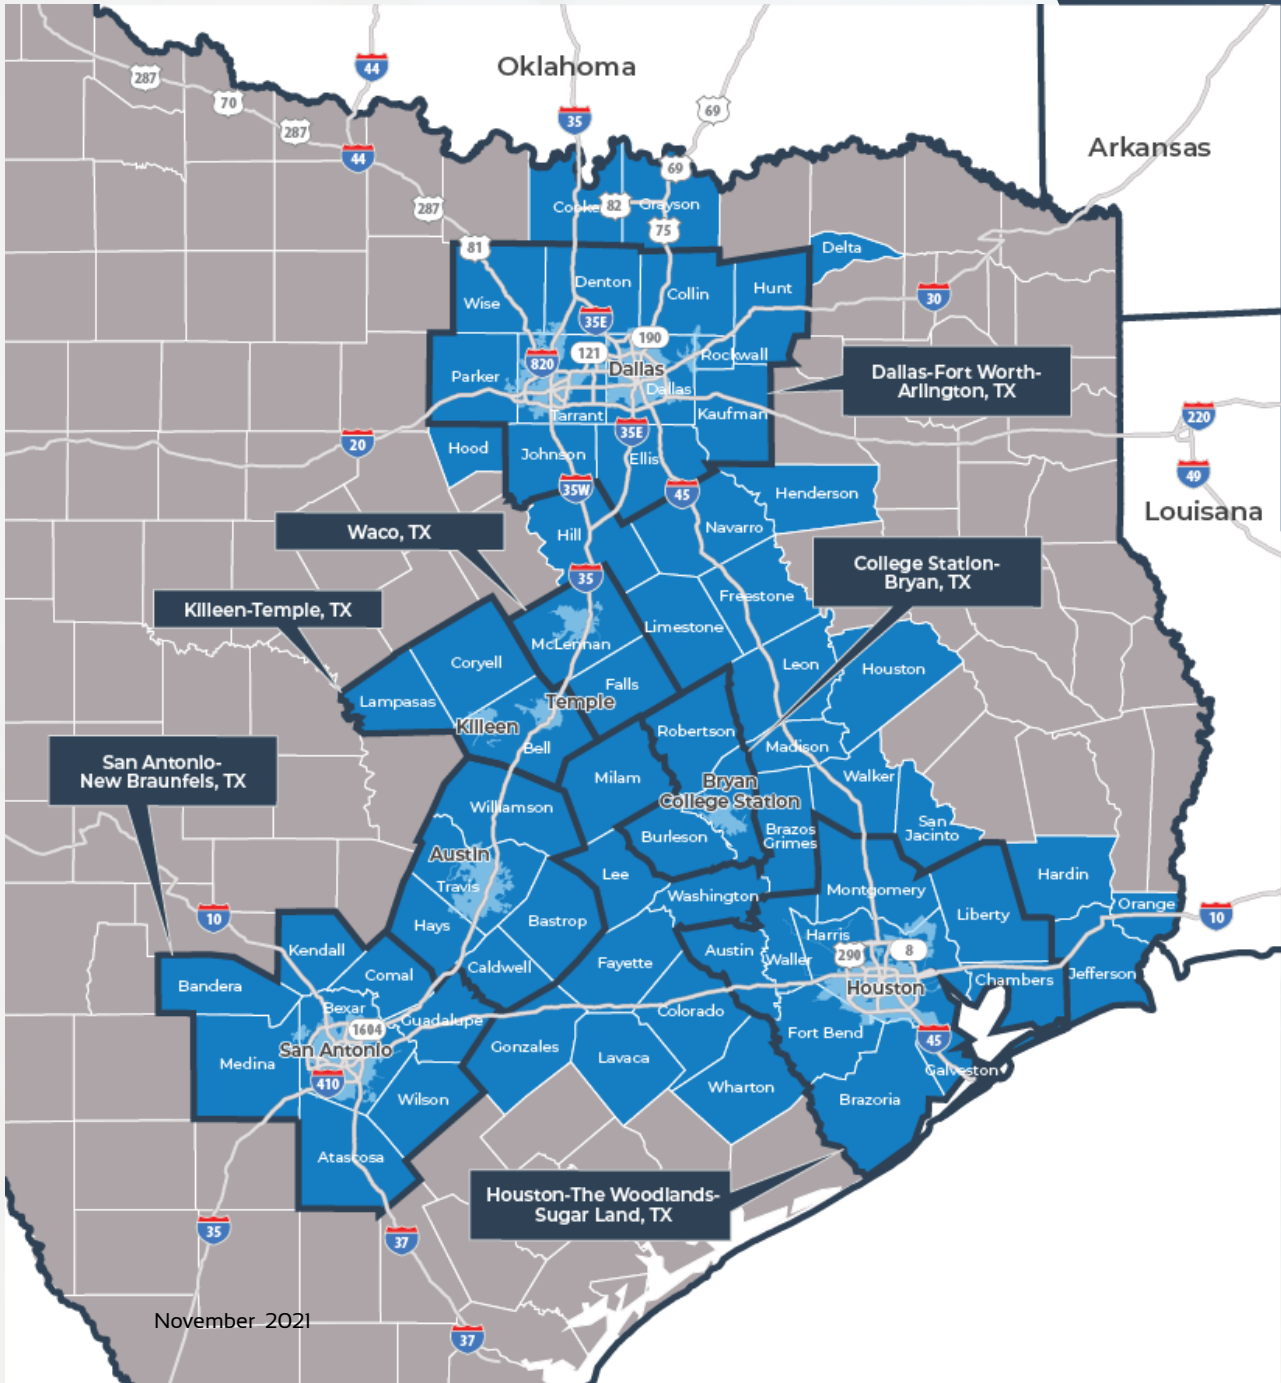 Oklahoma
Arkansas
Louisana
44
287
70
287
44
287
35
69
69
82
75
81
Cooke
Grayson
Delta
Wise
Denton
Collin
Hunt
30
35E
190
121
820
Rockwall
Dallas
Dallas
Parker
Tarrant
Kaufman
Dallas-Fort Worth-
Arlington, TX
220
49
20
35E
Hood
Johnson
Ellis
35W
45
Henderson
Waco, TX
Hill
Navarro
College Station-
Bryan, TX
35
Killeen-Temple, TX
Freestone
McLennan
Limestone
Coryell
Leon
Houston
Lampasas
Falls
Temple
Killeen
Bell
Robertson
Madison
San Antonio-
New Braunfels, TX
Milam
Bryan
College Station
Walker
Williamson
Burleson
Brazos
Grimes
San
Jacinto
Austin
Travis
Lee
Washington
Montgomery
Hardin
Orange
10
10
Hays
Bastrop
Liberty
Harris
290
8
Kendall
Comal
Caldwell
Fayette
Austin
Waller
Houston
Chambers
Jefferson
Bandera
Bexar
1604
Guadalupe
Colorado
San Antonio
Medina
410
Gonzales
Lavaca
Fort Bend
45
Galveston
Wilson
Wharton
Brazoria
Atascosa
Houston-The Woodlands-
Sugar Land, TX
35
37
November 2021
37